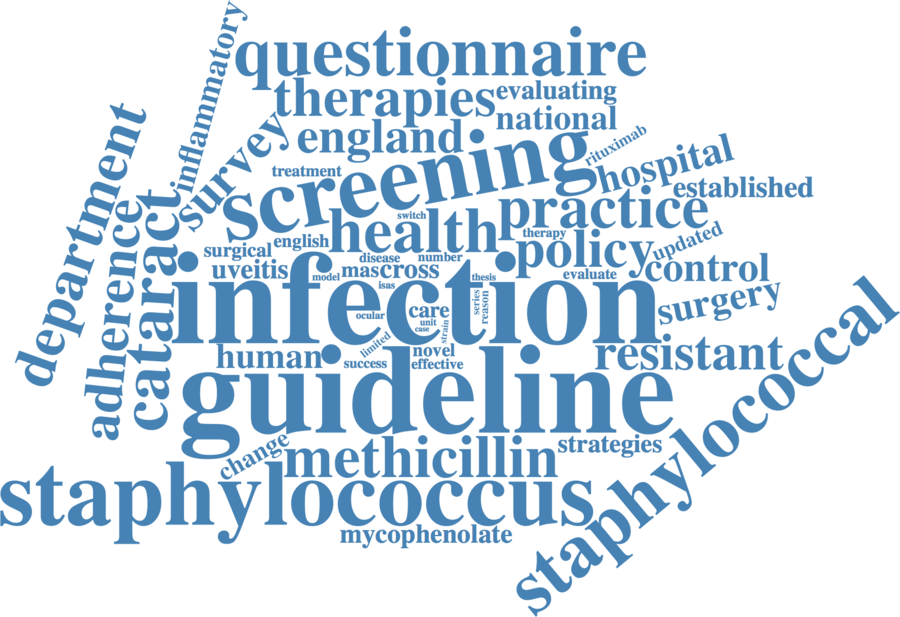 inflammatory
questionnaire
therapies
evaluating
national
department
survey
england
screening
rituximab
hospital
established
treatment
adherence
cataract
switch
health
practice
therapy
policy
updated
surgical
english
disease
number
uveitis
model
mascross
thesis
evaluate
control
isas
infection
surgery
series
reason
ocular
care
unit
case
strain
limited
human
novel
success
effective
resistant
staphylococcal
guideline
change
methicillin
strategies
staphylococcus
mycophenolate